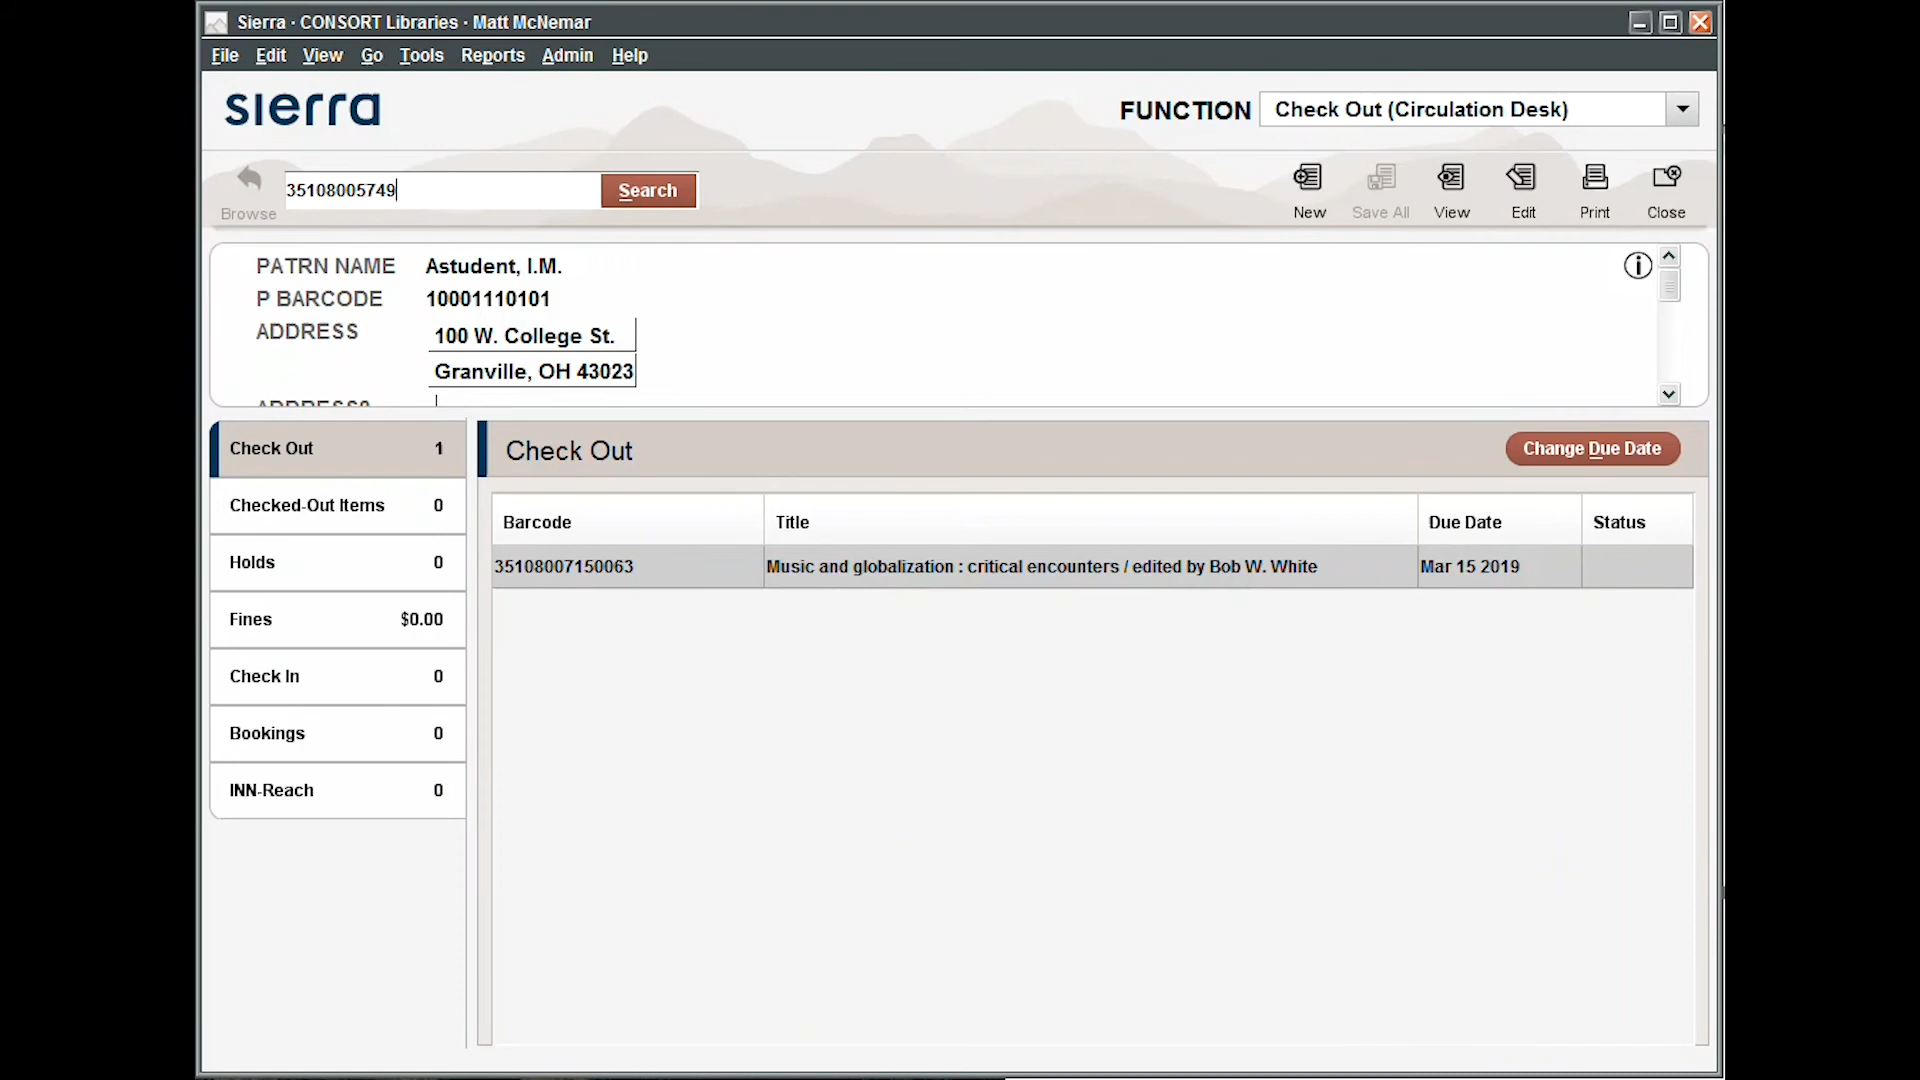 Sierra · CONSORT Libraries · Matt McNemar
File Edit View Go Tools Reports Admin Help
sierra
FUNCTION Check Out (Circulation Desk)
Browse 35108005749 Search New Save All View Edit Print Close
PATRN NAME Astudent, I.M.
P BARCODE 10001110101
ADDRESS 100 W. College St.
Granville, OH 43023
Check Out 1
Checked-Out Items 0
Holds 0
Fines $0.00
Check In 0
Bookings 0
INN-Reach 0
Check Out Change Due Date
Barcode Title Due Date Status
35108007150063 Music and globalization : critical encounters / edited by Bob W. White Mar 15 2019